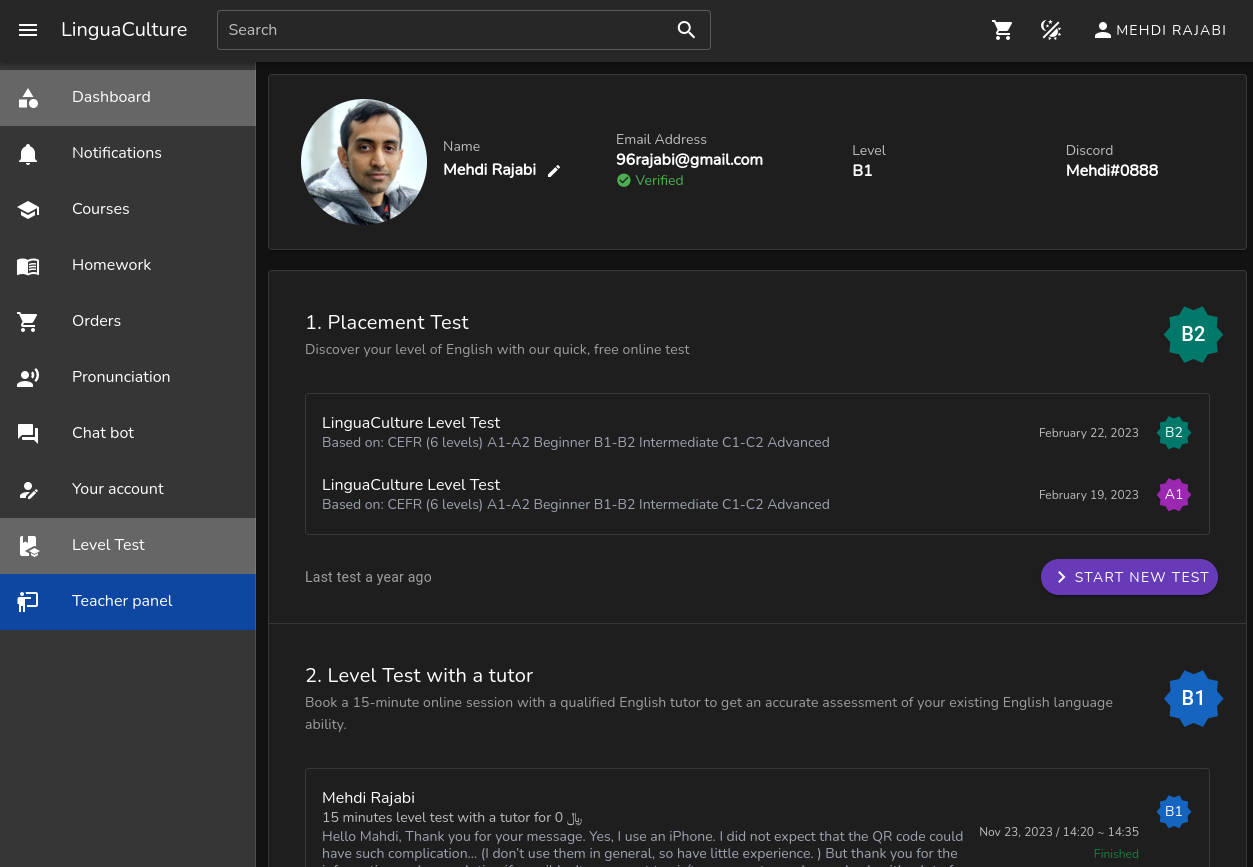 LinguaCulture
Search
MEHDI RAJABI
Dashboard
Notifications
Courses
Homework
Orders
Pronunciation
Chat bot
Your account
Level Test
Teacher panel
Name
Mehdi Rajabi
Email Address
96rajabi@gmail.com
Verified
Level
B1
Discord
Mehdi#0888
1. Placement Test
Discover your level of English with our quick, free online test
B2
LinguaCulture Level Test
Based on: CEFR (6 levels) A1-A2 Beginner B1-B2 Intermediate C1-C2 Advanced
February 22, 2023
B2
LinguaCulture Level Test
Based on: CEFR (6 levels) A1-A2 Beginner B1-B2 Intermediate C1-C2 Advanced
February 19, 2023
A1
Last test a year ago
START NEW TEST
2. Level Test with a tutor
Book a 15-minute online session with a qualified English tutor to get an accurate assessment of your existing English language
ability.
B1
Mehdi Rajabi
15 minutes level test with a tutor for 0 ﷼
Hello Mahdi, Thank you for your message. Yes, I use an iPhone. I did not expect that the QR code could
have such complication... (I don't use them in general, so have little experience. ) But thank you for the
Nov 23, 2023 / 14:20 ~ 14:35
Finished
B1